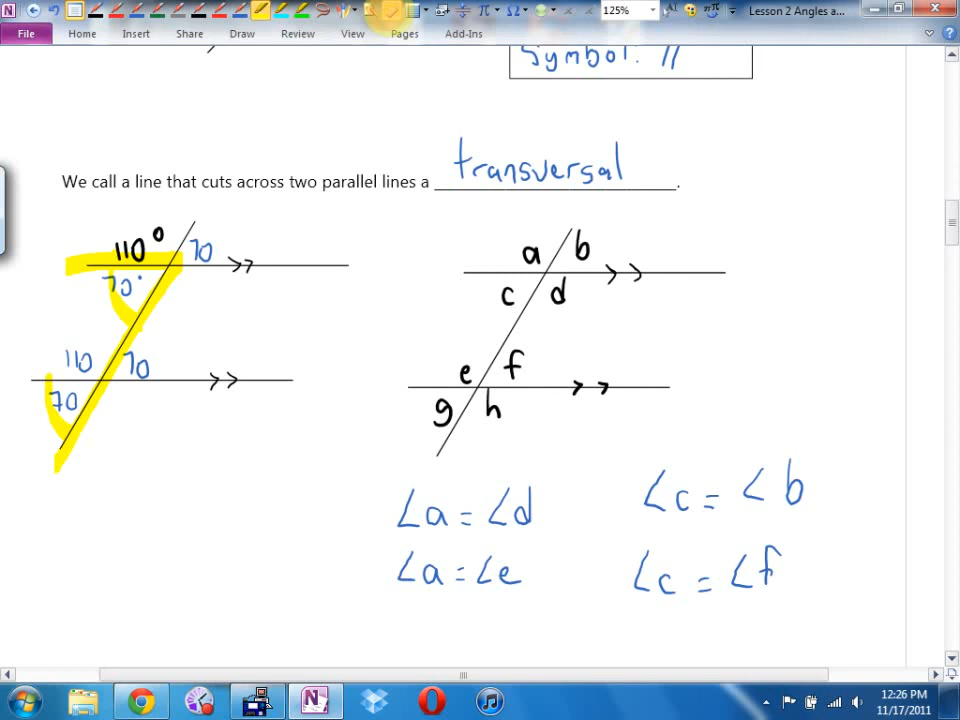 125%
Lesson 2 Angles a...
File Home Insert Share Draw Review View Pages Add-Ins
Symbol: //
We call a line that cuts across two parallel lines a transversal.
110° 70
70°
110 70
70
a b
c d
e f
g h
∠a = ∠d
∠c = ∠b
∠a = ∠e
∠c = ∠f
12:26 PM
11/17/2011